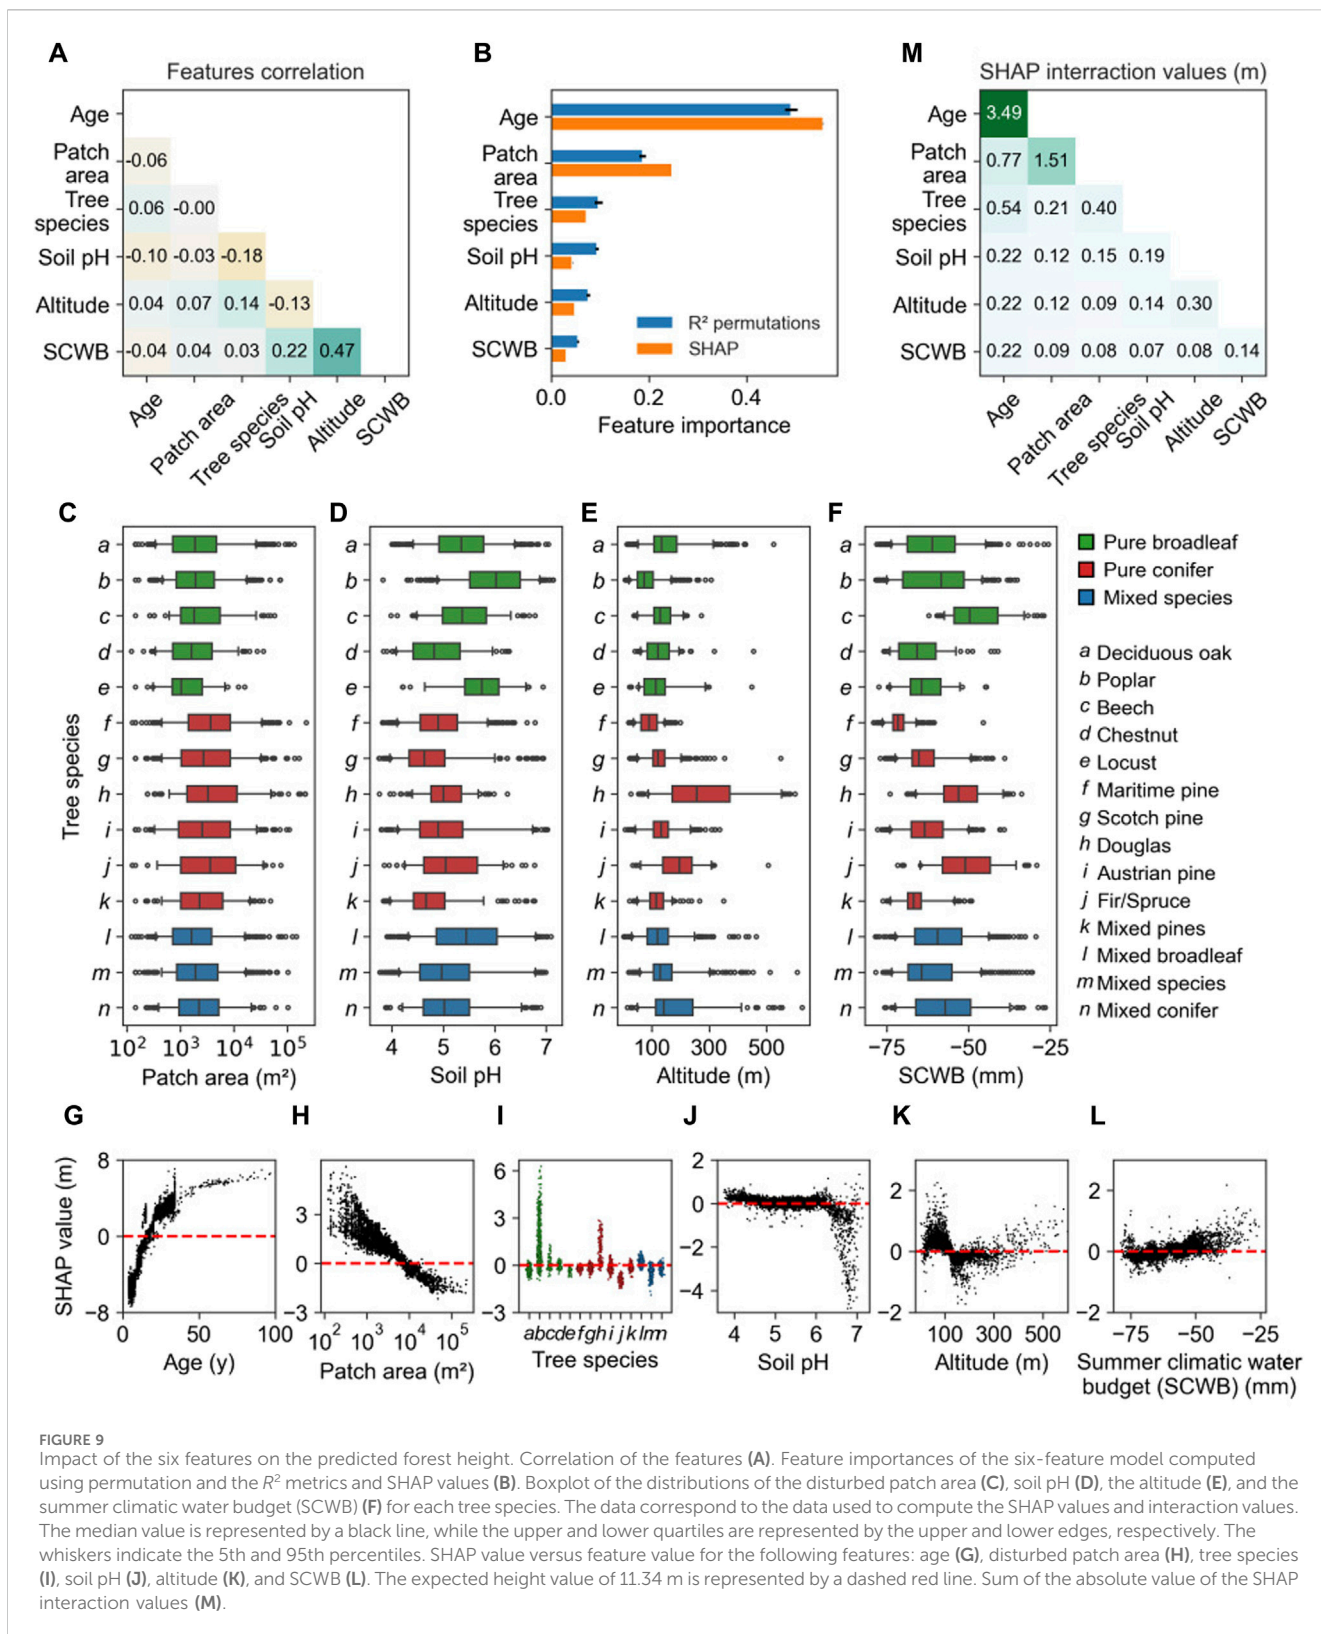 A
Features correlation
Age
Patch area
Tree species
Soil pH
Altitude
SCWB
-0.06
0.06 -0.00
-0.10 -0.03 -0.18
0.04 0.07 0.14 -0.13
-0.04 0.04 0.03 0.22 0.47
Age Patch area Tree species Soil pH Altitude SCWB
B
Age
Patch area
Tree species
Soil pH
Altitude
SCWB
R² permutations
SHAP
0.0 0.2 0.4
Feature importance
M
SHAP interraction values (m)
Age
Patch area
Tree species
Soil pH
Altitude
SCWB
3.49
0.77 1.51
0.54 0.21 0.40
0.22 0.12 0.15 0.19
0.22 0.12 0.09 0.14 0.30
0.22 0.09 0.08 0.07 0.08 0.14
Age Patch area Tree species Soil pH Altitude SCWB
C
Tree species
a
b
c
d
e
f
g
h
i
j
k
l
m
n
10² 10³ 10⁴ 10⁵
Patch area (m²)
D
a
b
c
d
e
f
g
h
i
j
k
l
m
n
4 5 6 7
Soil pH
E
a
b
c
d
e
f
g
h
i
j
k
l
m
n
100 300 500
Altitude (m)
F
a
b
c
d
e
f
g
h
i
j
k
l
m
n
−75 −50 −25
SCWB (mm)
Pure broadleaf
Pure conifer
Mixed species
a Deciduous oak
b Poplar
c Beech
d Chestnut
e Locust
f Maritime pine
g Scotch pine
h Douglas
i Austrian pine
j Fir/Spruce
k Mixed pines
l Mixed broadleaf
m Mixed species
n Mixed conifer
G
SHAP value (m)
8
0
−8
0 50 100
Age (y)
H
3
0
−3
10² 10³ 10⁴ 10⁵
Patch area (m²)
I
6
3
0
−3
abcdefghijklmn
Tree species
J
2
0
−2
−4
4 5 6 7
Soil pH
K
2
0
−2
100 300 500
Altitude (m)
L
2
0
−2
−75 −50 −25
Summer climatic water
budget (SCWB) (mm)
FIGURE 9
Impact of the six features on the predicted forest height. Correlation of the features (A). Feature importances of the six-feature model computed
using permutation and the R² metrics and SHAP values (B). Boxplot of the distributions of the disturbed patch area (C), soil pH (D), the altitude (E), and the
summer climatic water budget (SCWB) (F) for each tree species. The data correspond to the data used to compute the SHAP values and interaction values.
The median value is represented by a black line, while the upper and lower quartiles are represented by the upper and lower edges, respectively. The
whiskers indicate the 5th and 95th percentiles. SHAP value versus feature value for the following features: age (G), disturbed patch area (H), tree species
(I), soil pH (J), altitude (K), and SCWB (L). The expected height value of 11.34 m is represented by a dashed red line. Sum of the absolute value of the SHAP
interaction values (M).